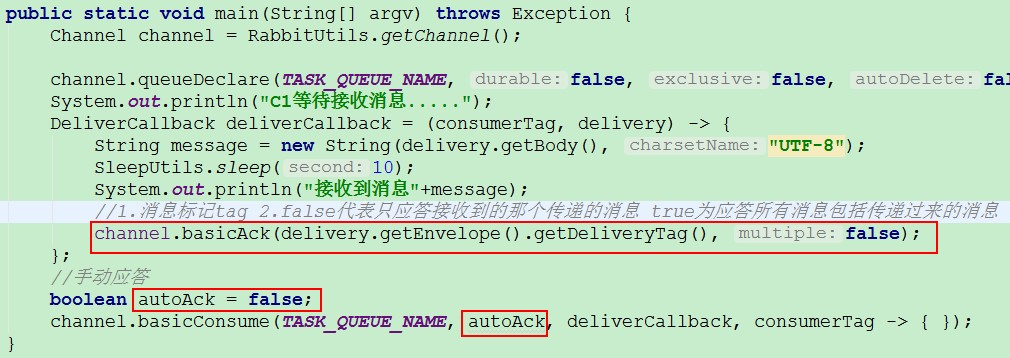 public static void main(String[] argv) throws Exception {
Channel channel = RabbitUtils.getChannel();
channel.queueDeclare(TASK_QUEUE_NAME, durable: false, exclusive: false, autoDelete: fal
System.out.println("C1等待接收消息.....");
DeliverCallback deliverCallback = (consumerTag, delivery) -> {
String message = new String(delivery.getBody(), charsetName: "UTF-8");
SleepUtils.sleep( second: 10);
System.out.println("接收到消息"+message);
//1.消息标记tag 2.false代表只应答接收到的那个传递的消息 true为应答所有消息包括传递过来的消息
channel.basicAck(delivery.getEnvelope().getDeliveryTag(), multiple: false);
};
//手动应答
boolean autoAck = false;
channel.basicConsume(TASK_QUEUE_NAME, autoAck, deliverCallback, consumerTag -> { });
}